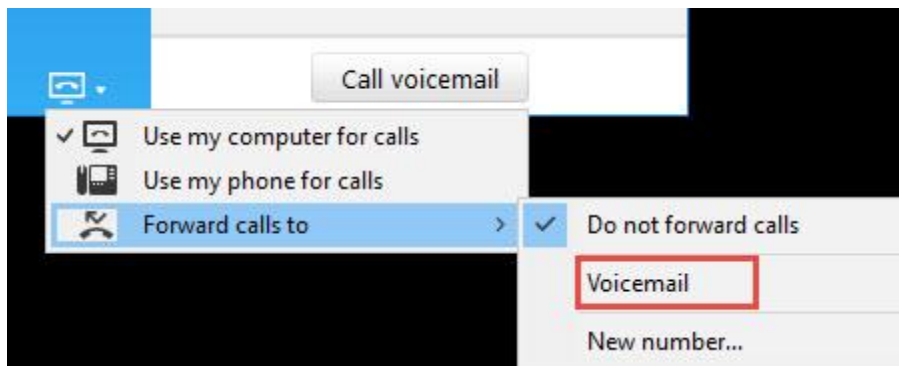 Call voicemail
Use my computer for calls
Use my phone for calls
Forward calls to
Do not forward calls
Voicemail
New number...